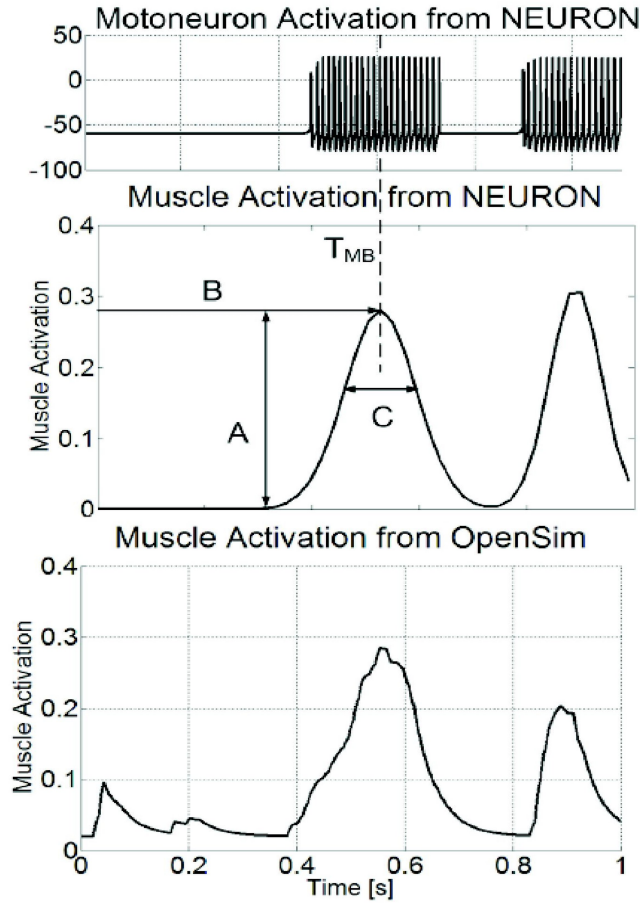 Motoneuron Activation from NEURON
50
0
-50
-100
Muscle Activation from NEURON
0.4
0.3
0.2
0.1
0
Muscle Activation
T_MB
B
A
C
Muscle Activation from OpenSim
0.4
0.3
0.2
0.1
0
Muscle Activation
0 0.2 0.4 0.6 0.8 1
Time [s]